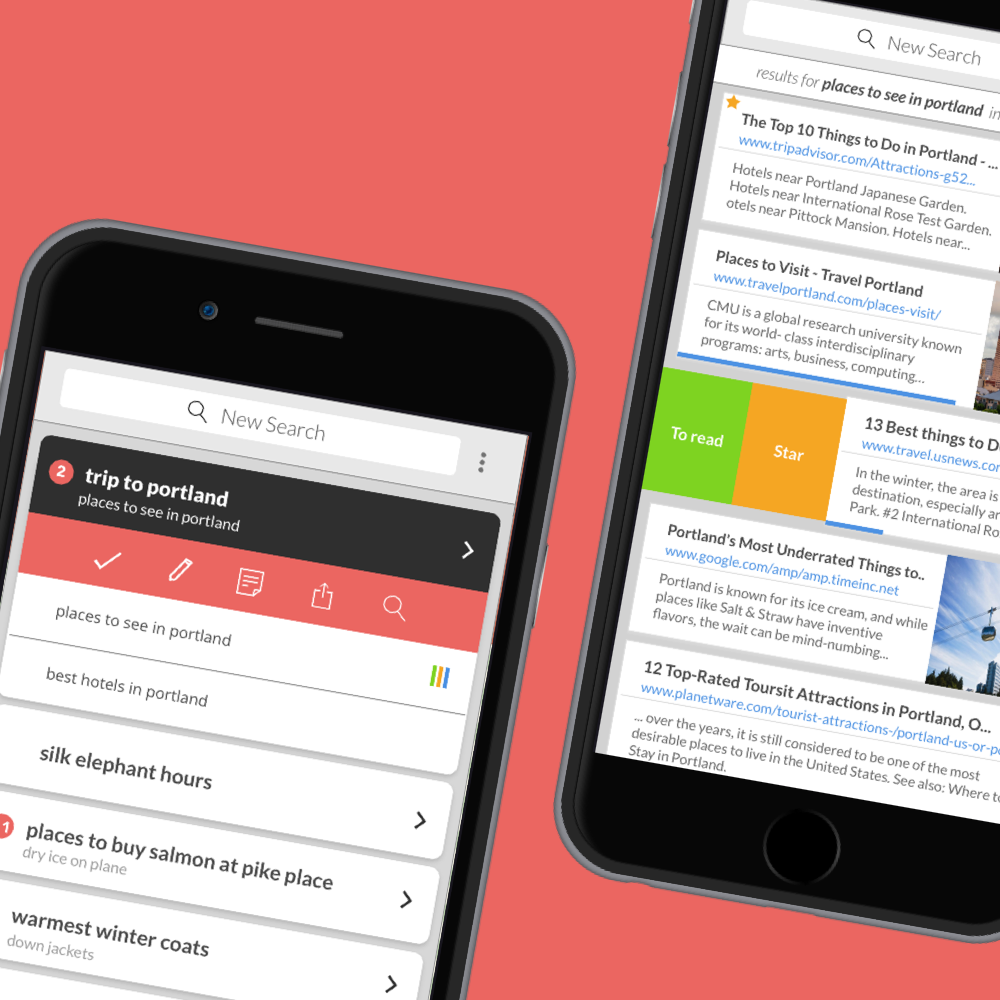 New Search
2
trip to portland
places to see in portland
places to see in portland
best hotels in portland
silk elephant hours
1
places to buy salmon at pike place
dry ice on plane
warmest winter coats
down jackets
New Search
results for places to see in portland in
The Top 10 Things to Do in Portland - ...
www.tripadvisor.com/Attractions-g52...
Hotels near Portland Japanese Garden.
Hotels near International Rose Test Garden.
otels near Pittock Mansion. Hotels near...
Places to Visit - Travel Portland
www.travelportland.com/places-visit/
CMU is a global research university known
for its world- class interdisciplinary
programs: arts, business, computing...
To read
Star
13 Best things to D
www.travel.usnews.co
In the winter, the area is
destination, especially ar
Park. #2 International Ro
Portland's Most Underrated Things to..
www.google.com/amp/amp.timeinc.net
Portland is known for its ice cream, and while
places like Salt & Straw have inventive
flavors, the wait can be mind-numbing...
12 Top-Rated Toursit Attractions in Portland, O...
www.planetware.com/tourist-attractions-/portland-us-or-p
... over the years, it is still considered to be one of the most
desirable places to live in the United States. See also: Where to
Stay in Portland.